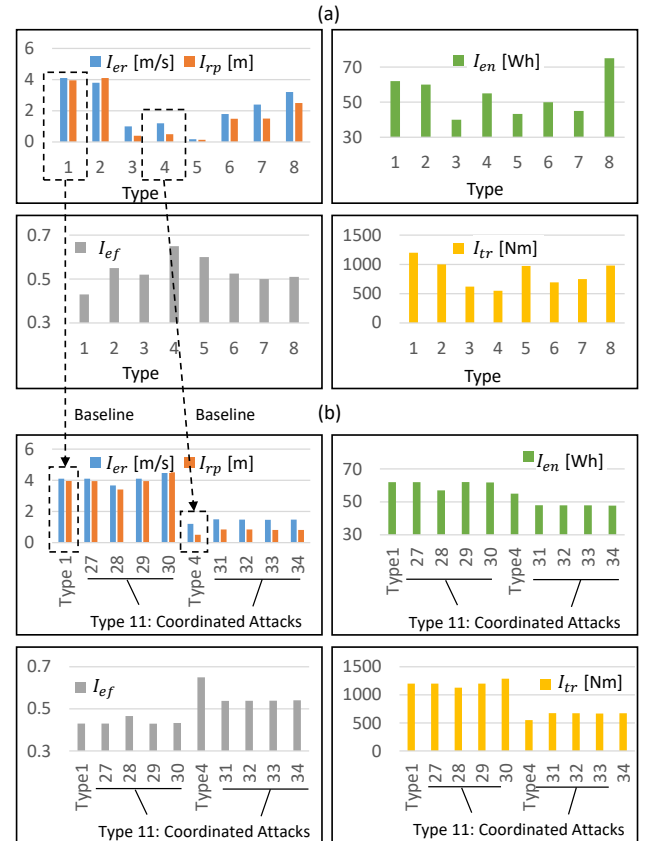 (a)
6
4
2
0
I_er [m/s] I_rp [m]
1 2 3 4 5 6 7 8
Type
70
50
30
I_en [Wh]
1 2 3 4 5 6 7 8
Type
0.7
0.5
0.3
I_ef
1 2 3 4 5 6 7 8
Type
1500
1000
500
0
I_tr [Nm]
1 2 3 4 5 6 7 8
Type
Baseline
Baseline
(b)
6
4
2
0
I_er [m/s] I_rp [m]
Type 1 27 28 29 30 Type 4 31 32 33 34
Type 11: Coordinated Attacks
70
50
30
I_en [Wh]
Type1 27 28 29 30 Type4 31 32 33 34
Type 11: Coordinated Attacks
0.7
0.5
0.3
I_ef
Type1 27 28 29 30 Type4 31 32 33 34
Type 11: Coordinated Attacks
1500
1000
500
0
I_tr [Nm]
Type1 27 28 29 30 Type4 31 32 33 34
Type 11: Coordinated Attacks